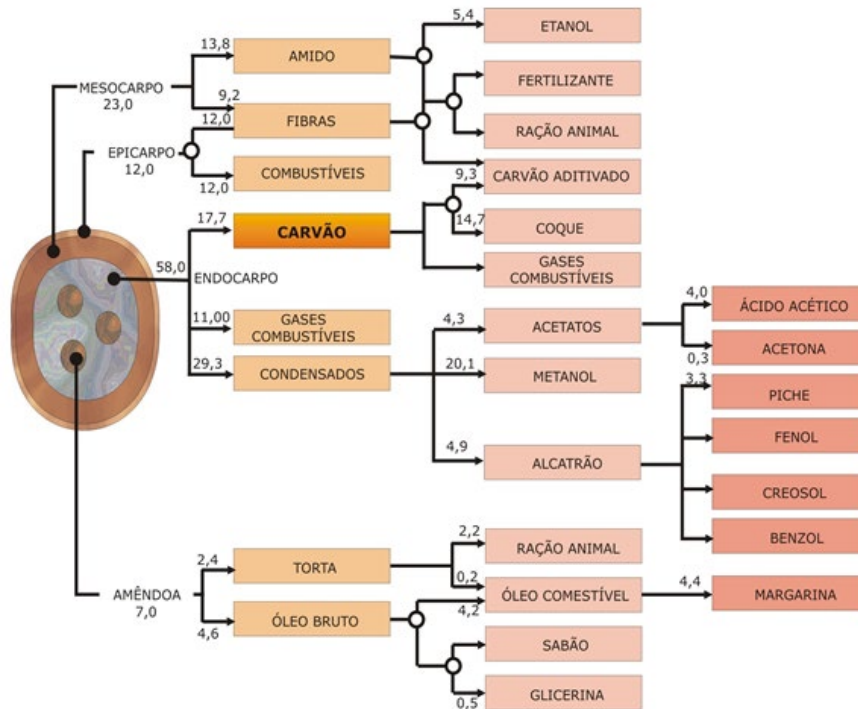 5,4
ETANOL
13,8
AMIDO
MESOCARPO
23,0
FERTILIZANTE
9,2
12,0
FIBRAS
RAÇÃO ANIMAL
EPICARPO
12,0
COMBUSTÍVEIS
12,0
9,3
CARVÃO ADITIVADO
17,7
CARVÃO
14,7
COQUE
58,0
ENDOCARPO
GASES
COMBUSTÍVEIS
11,00
GASES
COMBUSTÍVEIS
29,3
CONDENSADOS
4,3
ACETATOS
20,1
METANOL
4,9
ALCATRÃO
4,0
ÁCIDO ACÉTICO
ACETONA
0,3
3,3
PICHE
FENOL
CREOSOL
BENZOL
AMÊNDOA
7,0
2,4
TORTA
4,6
ÓLEO BRUTO
2,2
RAÇÃO ANIMAL
0,2
ÓLEO COMESTÍVEL
4,2
4,4
MARGARINA
SABÃO
GLICERINA
0,5